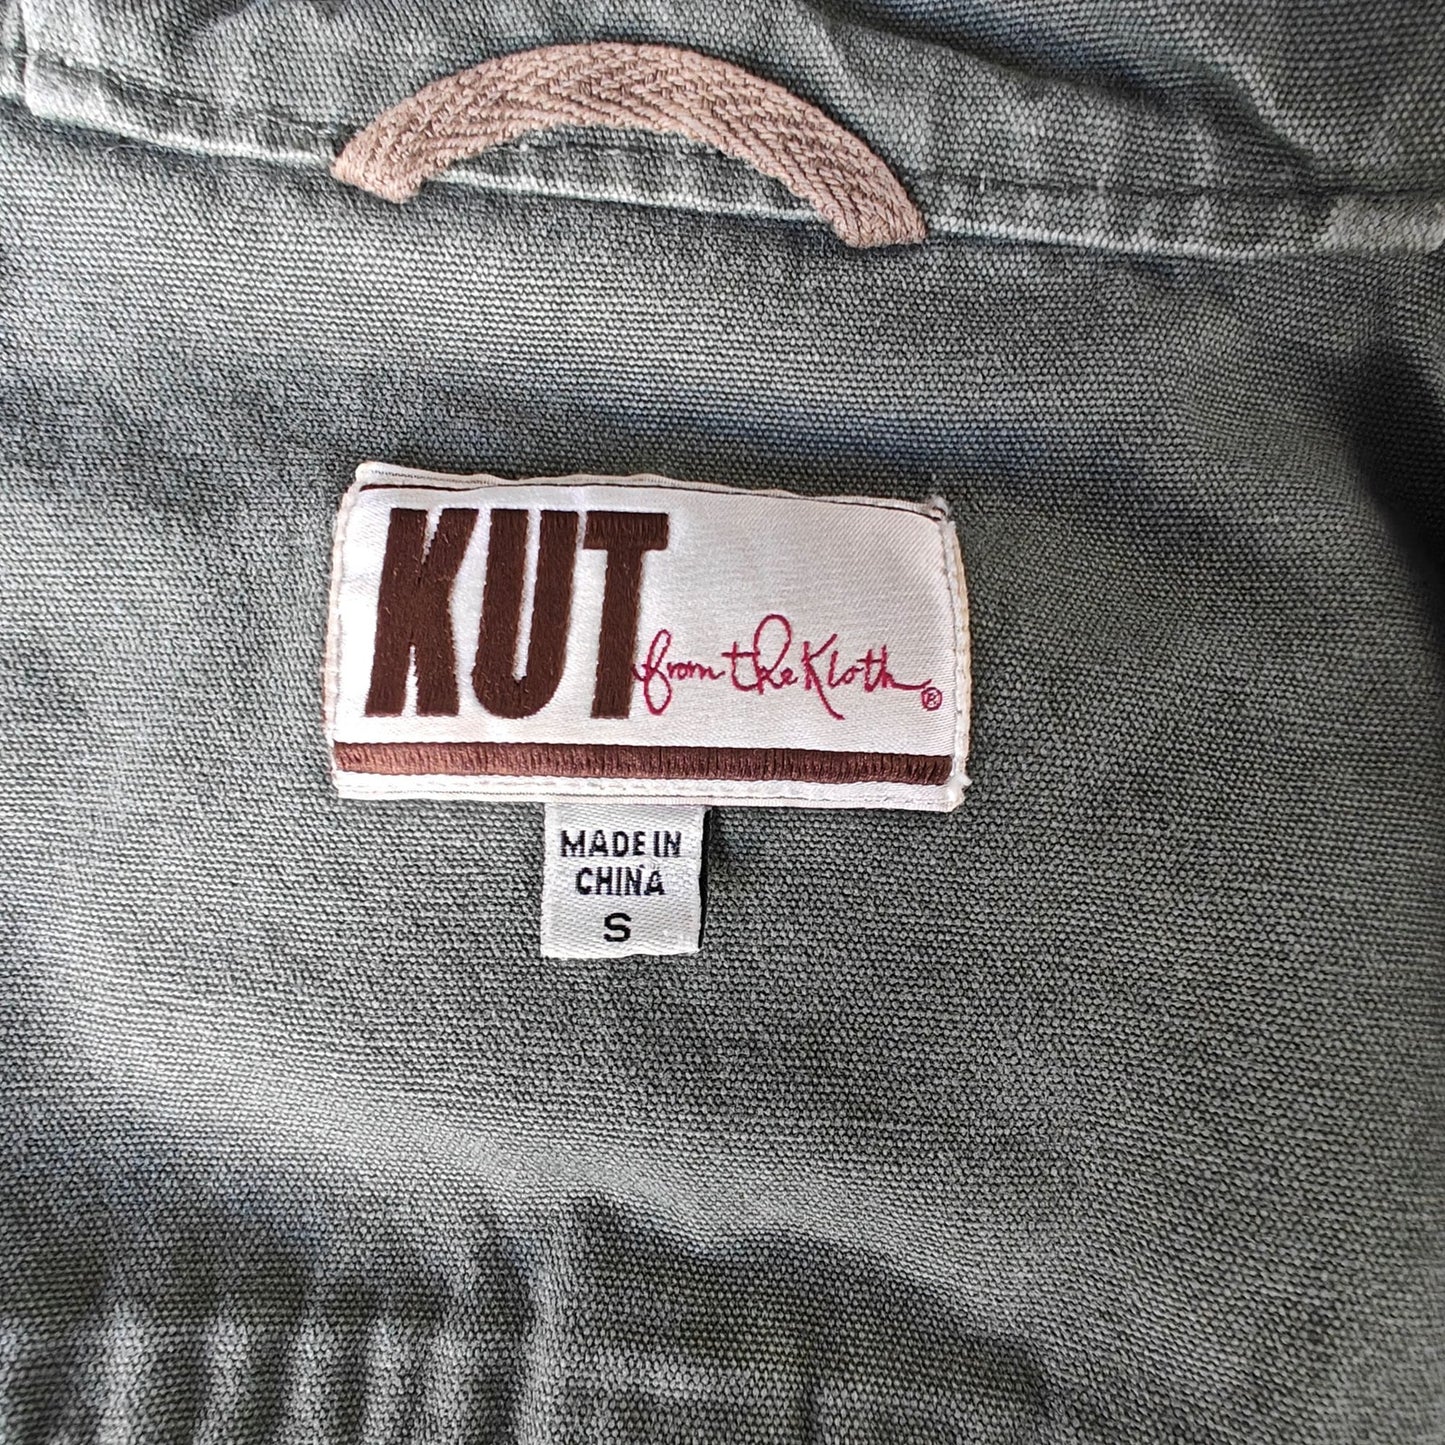 KUT from the Kloth®
MADE IN
CHINA
S